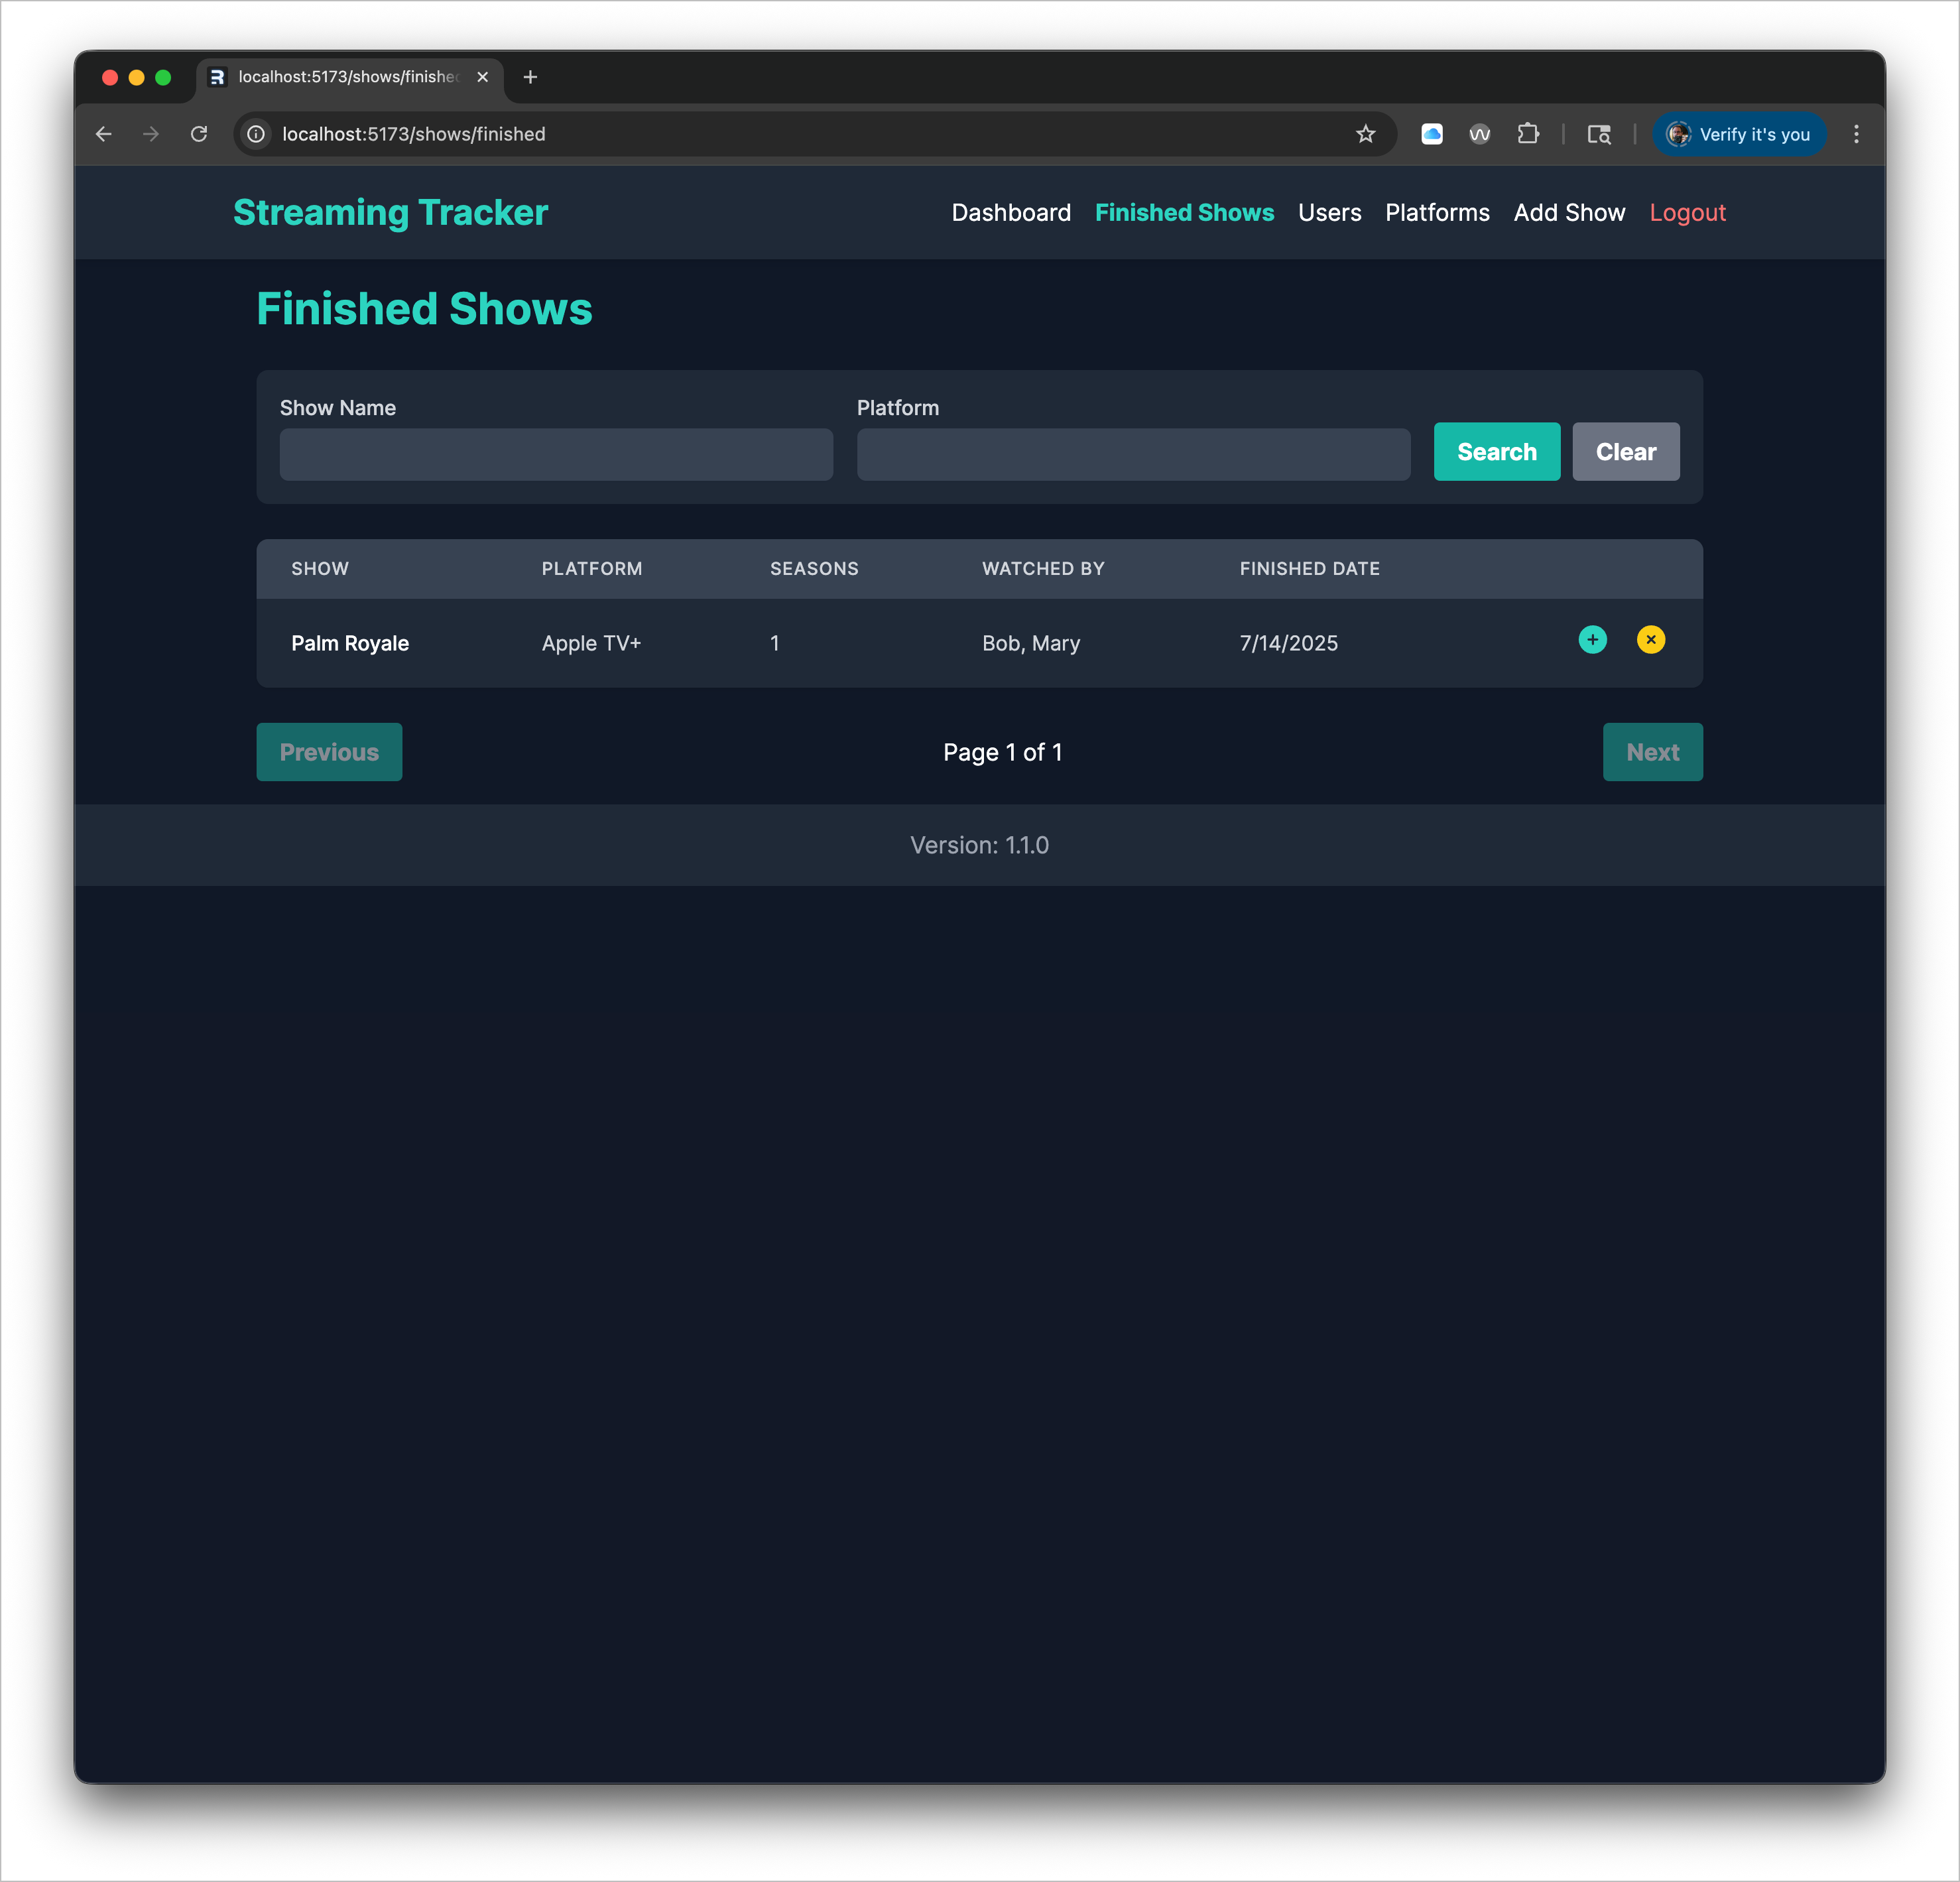 localhost:5173/shows/finished
localhost:5173/shows/finished
Verify it's you
Streaming Tracker
Dashboard Finished Shows Users Platforms Add Show Logout
Finished Shows
Show Name Platform
Search Clear
SHOW PLATFORM SEASONS WATCHED BY FINISHED DATE
Palm Royale Apple TV+ 1 Bob, Mary 7/14/2025
Previous Page 1 of 1 Next
Version: 1.1.0